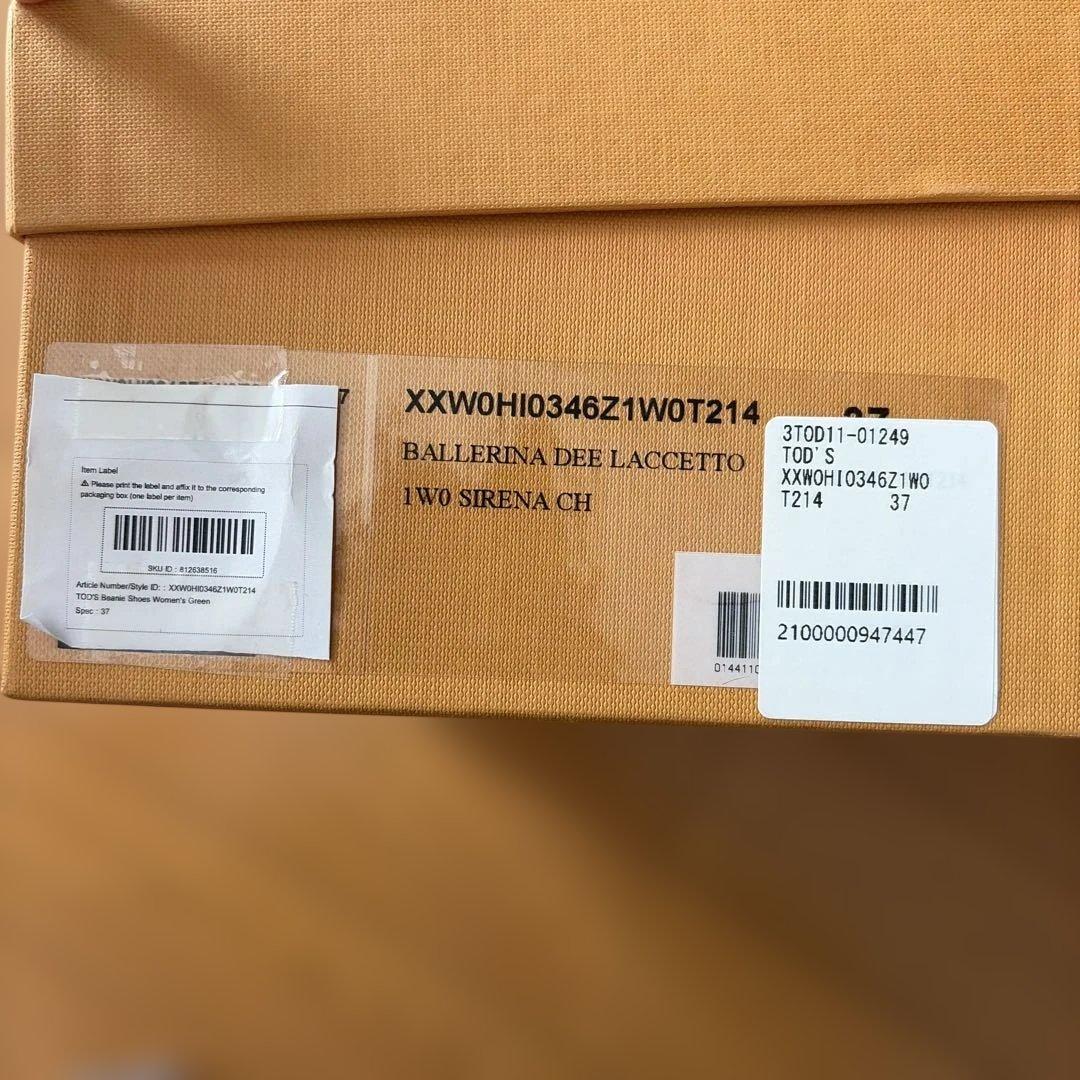 Item Label
⚠ Please print the label and affix it to the corresponding
packaging box (one label per item)
SKU ID : 812638516
Article Number/Style ID: : XXW0HI0346Z1W0T214
TOD'S Beanie Shoes Women's Green
Spec : 37
7
XXW0HI0346Z1W0T214
BALLERINA DEE LACCETTO
1W0 SIRENA CH
0144110
3TOD11-01249
TOD'S
XXW0HI0346Z1W0
T214 37
2100000947447